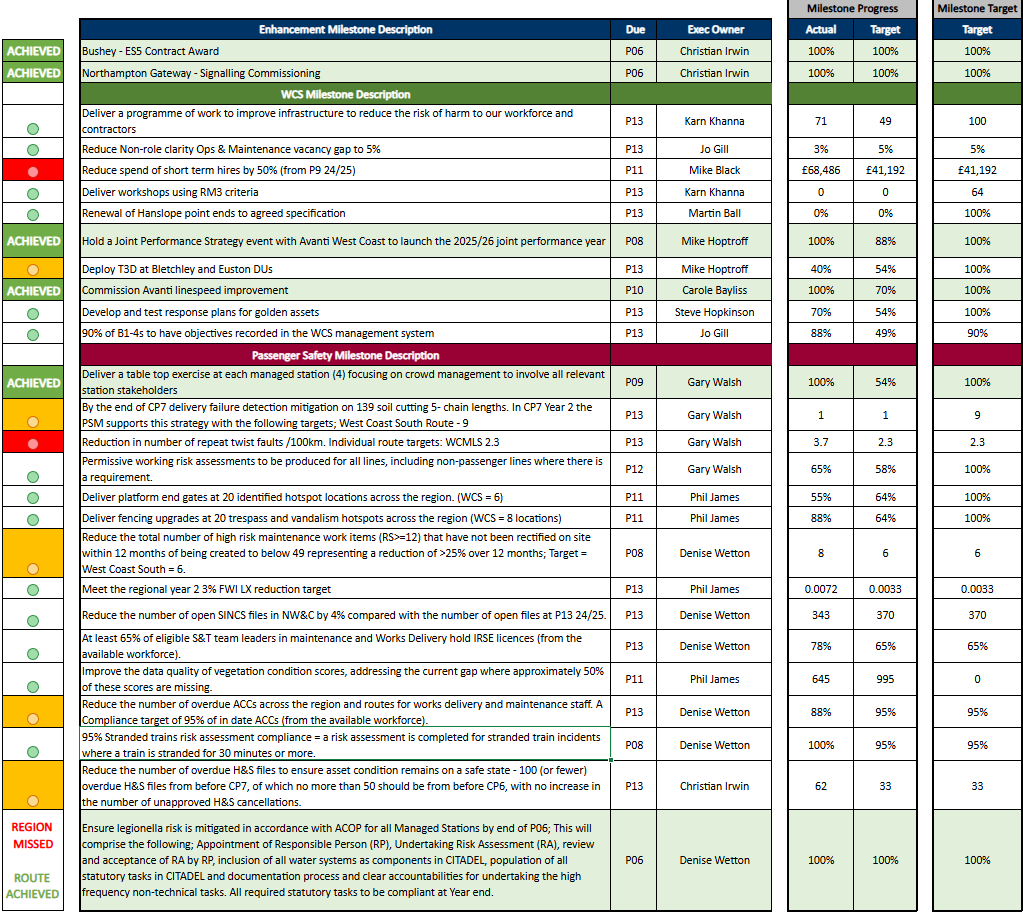 Milestone Progress Milestone Target
Enhancement Milestone Description Due Exec Owner Actual Target Target
ACHIEVED Bushey - ES5 Contract Award P06 Christian Irwin 100% 100% 100%
ACHIEVED Northampton Gateway - Signalling Commissioning P06 Christian Irwin 100% 100% 100%
WCS Milestone Description
Deliver a programme of work to improve infrastructure to reduce the risk of harm to our workforce and
contractors P13 Karn Khanna 71 49 100
Reduce Non-role clarity Ops & Maintenance vacancy gap to 5% P13 Jo Gill 3% 5% 5%
Reduce spend of short term hires by 50% (from P9 24/25) P11 Mike Black £68,486 £41,192 £41,192
Deliver workshops using RM3 criteria P13 Karn Khanna 0 0 64
Renewal of Hanslope point ends to agreed specification P13 Martin Ball 0% 0% 100%
ACHIEVED Hold a Joint Performance Strategy event with Avanti West Coast to launch the 2025/26 joint performance year P08 Mike Hoptroff 100% 88% 100%
Deploy T3D at Bletchley and Euston DUs P13 Mike Hoptroff 40% 54% 100%
ACHIEVED Commission Avanti linespeed improvement P10 Carole Bayliss 100% 70% 100%
Develop and test response plans for golden assets P13 Steve Hopkinson 70% 54% 100%
90% of B1-4s to have objectives recorded in the WCS management system P13 Jo Gill 88% 49% 90%
Passenger Safety Milestone Description
Deliver a table top exercise at each managed station (4) focusing on crowd management to involve all relevant
station stakeholders
ACHIEVED P09 Gary Walsh 100% 54% 100%
By the end of CP7 delivery failure detection mitigation on 139 soil cutting 5- chain lengths. In CP7 Year 2 the
PSM supports this strategy with the following targets; West Coast South Route - 9 P13 Gary Walsh 1 1 9
Reduction in number of repeat twist faults /100km. Individual route targets: WCMLS 2.3 P13 Gary Walsh 3.7 2.3 2.3
Permissive working risk assessments to be produced for all lines, including non-passenger lines where there is
a requirement. P12 Gary Walsh 65% 58% 100%
Deliver platform end gates at 20 identified hotspot locations across the region. (WCS = 6) P11 Phil James 55% 64% 100%
Deliver fencing upgrades at 20 trespass and vandalism hotspots across the region (WCS = 8 locations) P11 Phil James 88% 64% 100%
Reduce the total number of high risk maintenance work items (RS>=12) that have not been rectified on site
within 12 months of being created to below 49 representing a reduction of >25% over 12 months; Target =
West Coast South = 6. P08 Denise Wetton 8 6 6
Meet the regional year 2 3% FWI LX reduction target P13 Phil James 0.0072 0.0033 0.0033
Reduce the number of open SINCS files in NW&C by 4% compared with the number of open files at P13 24/25. P13 Denise Wetton 343 370 370
At least 65% of eligible S&T team leaders in maintenance and Works Delivery hold IRSE licences (from the
available workforce). P13 Denise Wetton 78% 65% 65%
Improve the data quality of vegetation condition scores, addressing the current gap where approximately 50%
of these scores are missing. P11 Phil James 645 995 0
Reduce the number of overdue ACCs across the region and routes for works delivery and maintenance staff. A
Compliance target of 95% of in date ACCs (from the available workforce). P13 Denise Wetton 88% 95% 95%
95% Stranded trains risk assessment compliance = a risk assessment is completed for stranded train incidents
where a train is stranded for 30 minutes or more. P08 Denise Wetton 100% 95% 95%
Reduce the number of overdue H&S files to ensure asset condition remains on a safe state - 100 (or fewer)
overdue H&S files from before CP7, of which no more than 50 should be from before CP6, with no increase in
the number of unapproved H&S cancellations. P13 Christian Irwin 62 33 33
REGION
MISSED
ROUTE
ACHIEVED
Ensure legionella risk is mitigated in accordance with ACOP for all Managed Stations by end of P06; This will
comprise the following; Appointment of Responsible Person (RP), Undertaking Risk Assessment (RA), review
and acceptance of RA by RP, inclusion of all water systems as components in CITADEL, population of all
statutory tasks in CITADEL and documentation process and clear accountabilities for undertaking the high
frequency non-technical tasks. All required statutory tasks to be compliant at Year end.
P06 Denise Wetton 100% 100% 100%